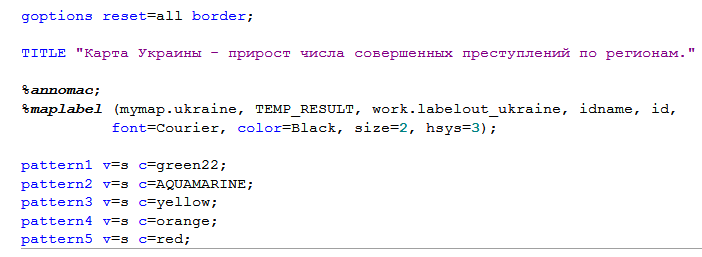 goptions reset=all border;
TITLE "Карта Украины - прирост числа совершенных преступлений по регионам."
%annomac;
%maplabel (mymap.ukraine, TEMP_RESULT, work.labelout_ukraine, idname, id,
font=Courier, color=Black, size=2, hsys=3);
pattern1 v=s c=green22;
pattern2 v=s c=AQUAMARINE;
pattern3 v=s c=yellow;
pattern4 v=s c=orange;
pattern5 v=s c=red;